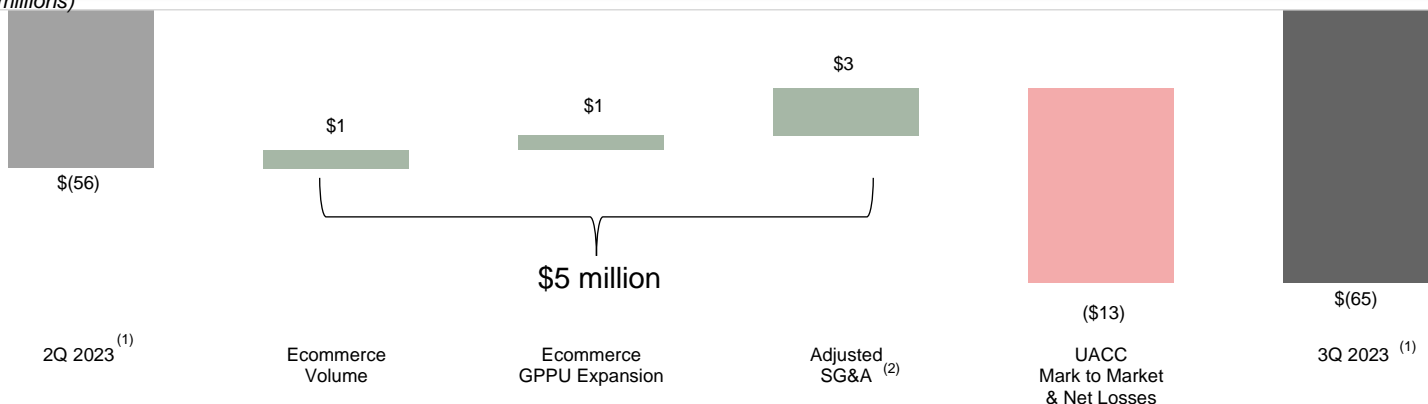 millions)
$3
$1
$1
$(56)
$5 million
$(65)
($13)
2Q 2023 (1)
Ecommerce
Volume
Ecommerce
GPPU Expansion
Adjusted
SG&A (2)
UACC
Mark to Market
& Net Losses
3Q 2023 (1)